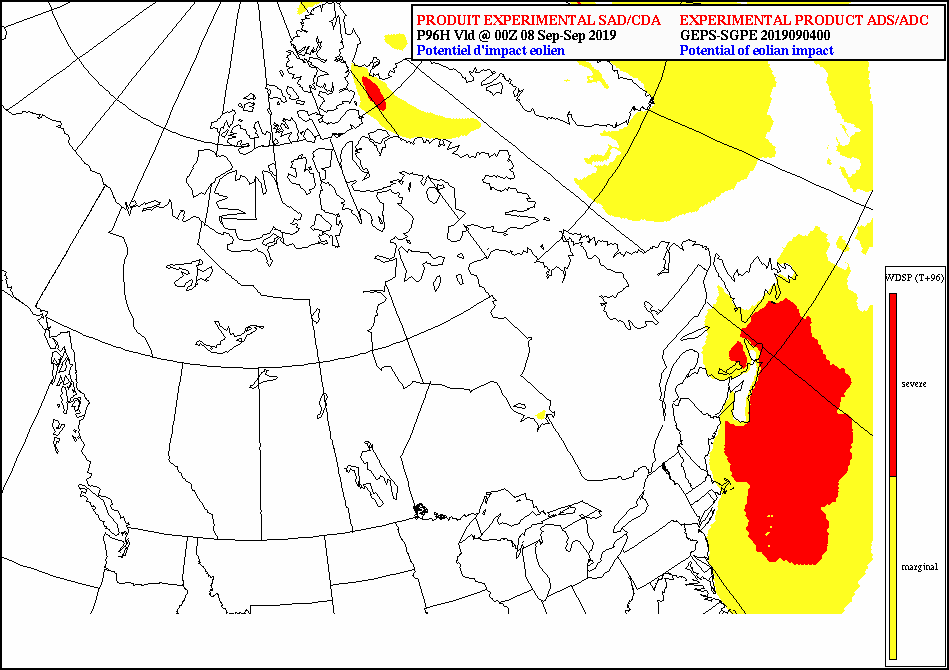 PRODUIT EXPERIMENTAL SAD/CDA EXPERIMENTAL PRODUCT ADS/ADC
P96H Vld @ 00Z 08 Sep-Sep 2019 GEPS-SGPE 2019090400
Potentiel d'impact eolien Potential of eolian impact
WDSP (T+96)
severe
marginal